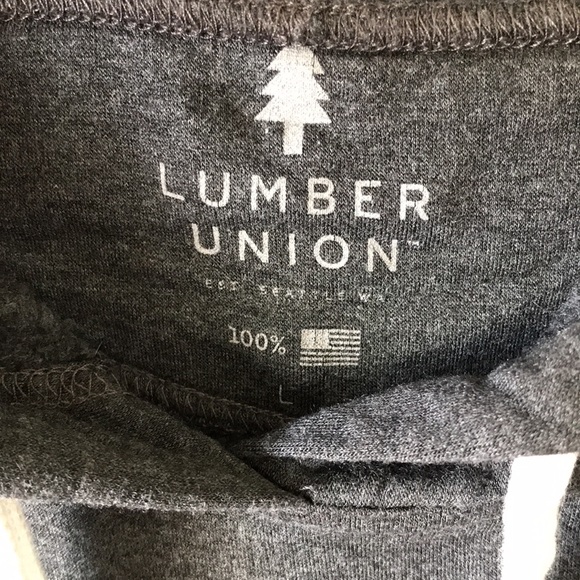 LUMBER
UNION™
EST. SEATTLE WA
100%
L